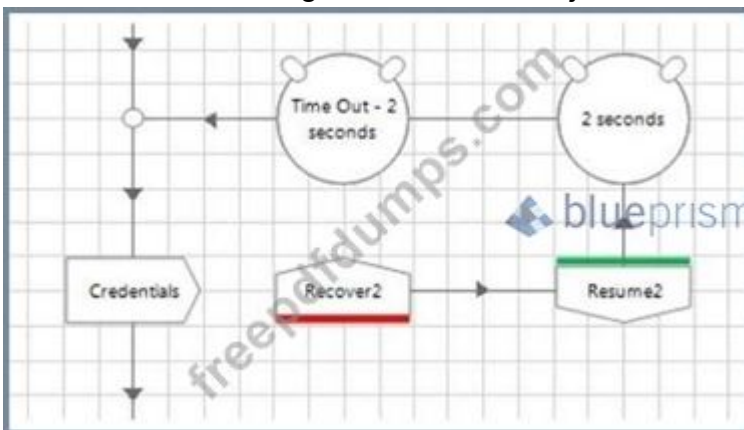 Time Out - 2
seconds
2 seconds
blueprism
Credentials
Recover2
Resume2
freepdfdumps.com